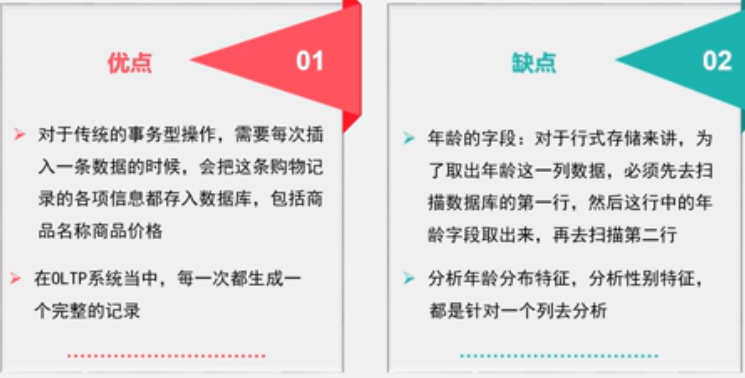 优点
01
对于传统的事务型操作，需要每次插
入一条数据的时候，会把这条购物记
录的各项信息都存入数据库，包括商
品名称商品价格
在OLTP系统当中，每一次都生成一
个完整的记录
缺点
02
年龄的字段：对于行式存储来讲，为
了取出年龄这一列数据，必须先去扫
描数据库的第一行，然后这行中的年
龄字段取出来，再去扫描第二行
分析年龄分布特征，分析性别特征，
都是针对一个列去分析